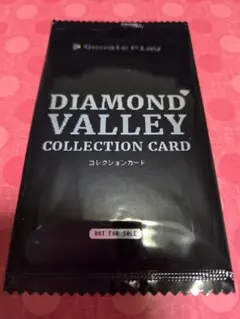 Google Play
DIAMOND
VALLEY
COLLECTION CARD
コレクションカード
NOT FOR SALE